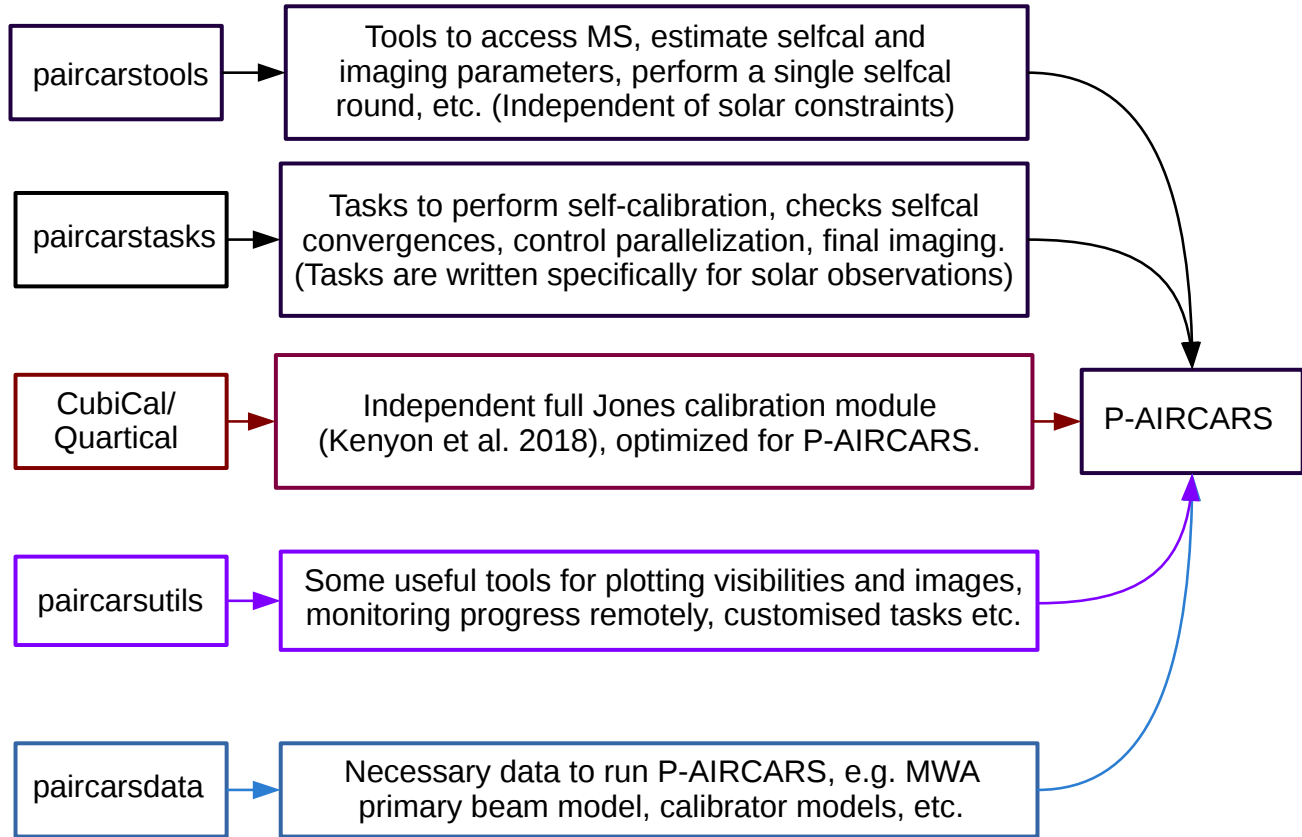 paircarstools
Tools to access MS, estimate selfcal and
imaging parameters, perform a single selfcal
round, etc. (Independent of solar constraints)
paircarstasks
Tasks to perform self-calibration, checks selfcal
convergences, control parallelization, final imaging.
(Tasks are written specifically for solar observations)
CubiCal/
Quartical
Independent full Jones calibration module
(Kenyon et al. 2018), optimized for P-AIRCARS.
P-AIRCARS
paircarsutils
Some useful tools for plotting visibilities and images,
monitoring progress remotely, customised tasks etc.
paircarsdata
Necessary data to run P-AIRCARS, e.g. MWA
primary beam model, calibrator models, etc.